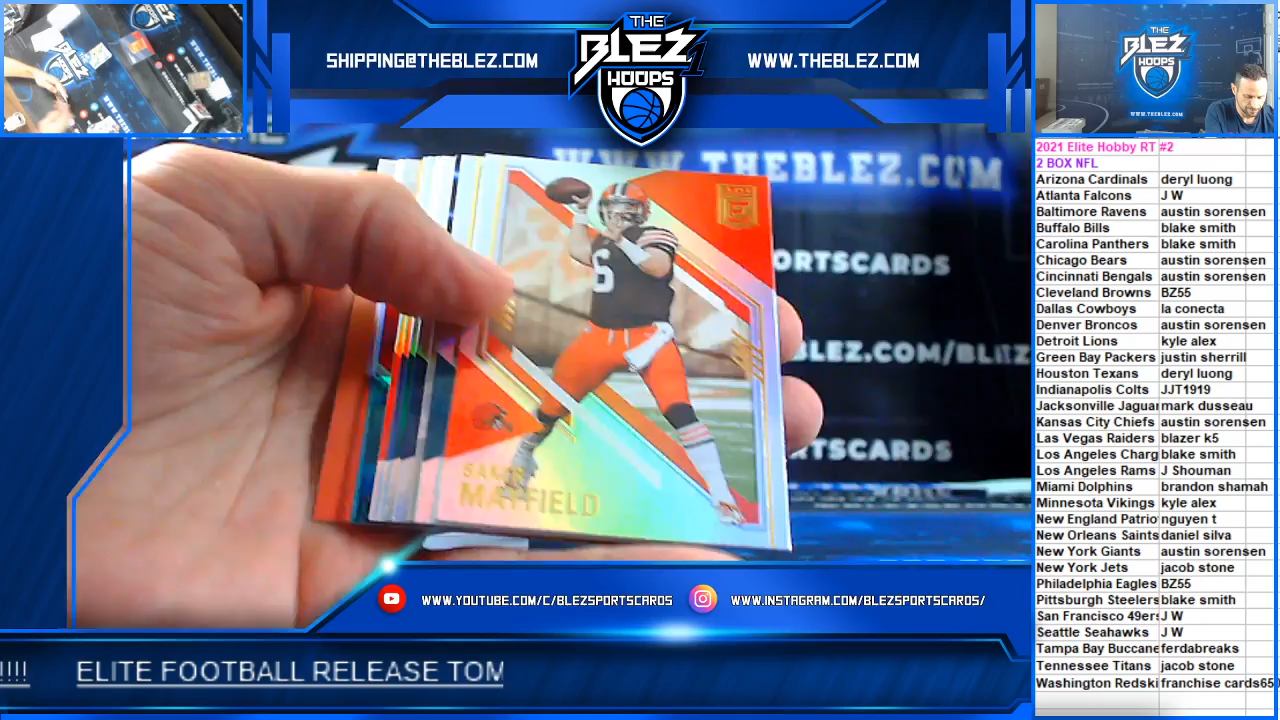 SHIPPING@THEBLEZ.COM
THE
BLEZ
HOOPS
1
WWW.THEBLEZ.COM
THE
BLEZ
WWW.THEBLEZ.COM
WWW.THEBLEZ.COM
ORTSCARDS
BLEZ.COM/BLEZ
RTSCARDS
6
MAYFIELD
2021 Elite Hobby RT #2
2 BOX NFL
Arizona Cardinals deryl luong
Atlanta Falcons J W
Baltimore Ravens austin sorensen
Buffalo Bills blake smith
Carolina Panthers blake smith
Chicago Bears austin sorensen
Cincinnati Bengals austin sorensen
Cleveland Browns BZ55
Dallas Cowboys la conecta
Denver Broncos austin sorensen
Detroit Lions kyle alex
Green Bay Packers justin sherrill
Houston Texans deryl luong
Indianapolis Colts JJT1919
Jacksonville Jaguar mark dusseau
Kansas City Chiefs austin sorensen
Las Vegas Raiders blazer k5
Los Angeles Charg blake smith
Los Angeles Rams J Shouman
Miami Dolphins brandon shamah
Minnesota Vikings kyle alex
New England Patrio nguyen t
New Orleans Saints daniel silva
New York Giants austin sorensen
New York Jets jacob stone
Philadelphia Eagles BZ55
Pittsburgh Steelers blake smith
San Francisco 49ers J W
Seattle Seahawks J W
Tampa Bay Buccane ferdabreaks
Tennessee Titans jacob stone
Washington Redski franchise cards650
WWW.YOUTUBE.COM/C/BLEZSPORTSCARDS
WWW.INSTAGRAM.COM/BLEZSPORTSCARDS/
!!!! ELITE FOOTBALL RELEASE TOM